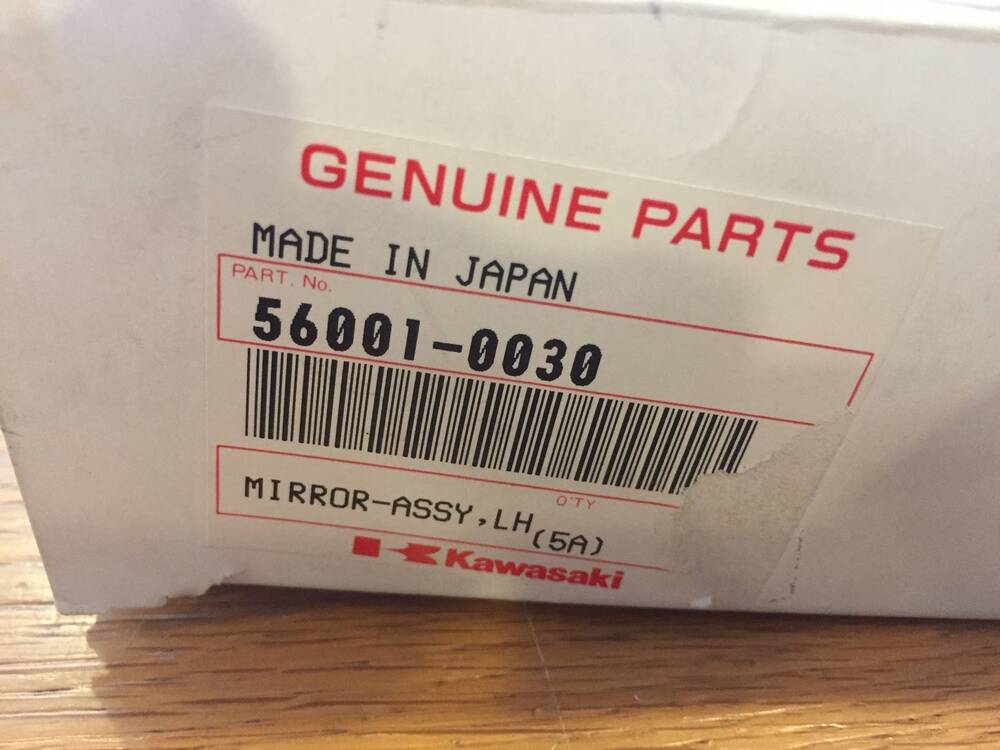 GENUINE PARTS
MADE IN JAPAN
PART. No.
56001-0030
Q'TY
MIRROR-ASSY,LH(5A)
Kawasaki